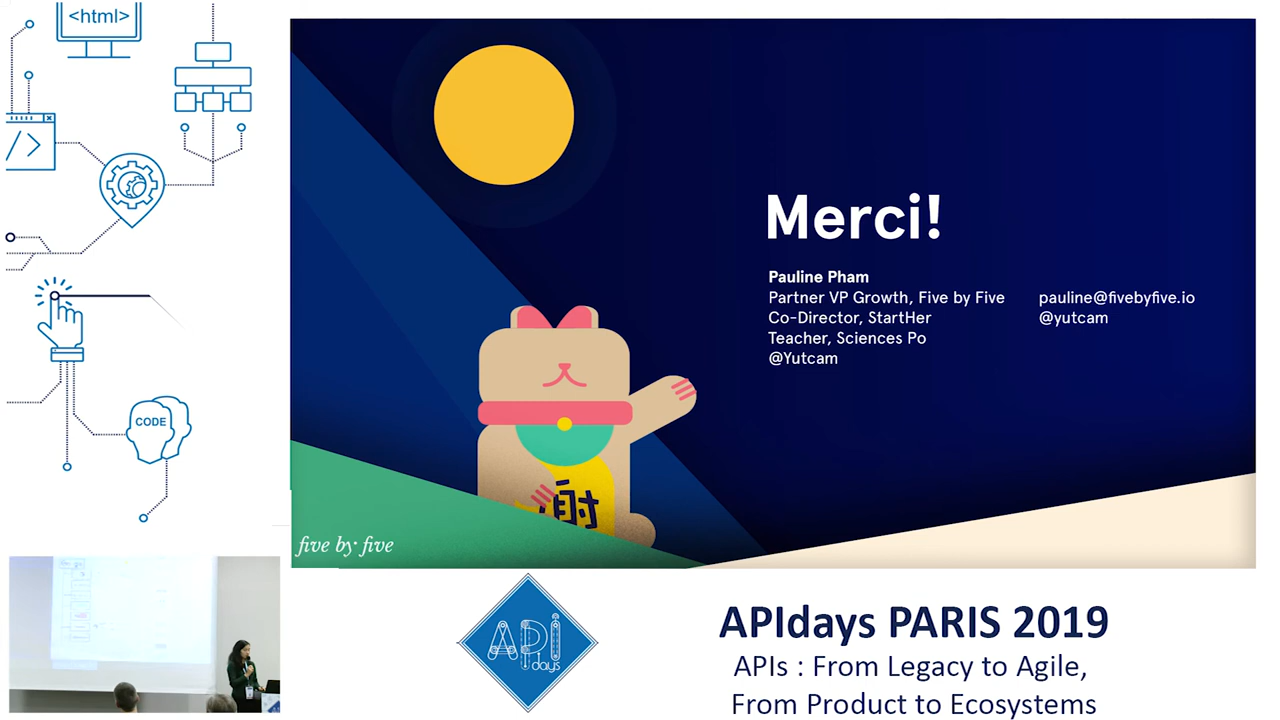 <html>
</>
CODE
Merci!
Pauline Pham
Partner VP Growth, Five by Five
Co-Director, StartHer
Teacher, Sciences Po
@Yutcam
pauline@fivebyfive.io
@yutcam
射
five by five
API
days
APIdays PARIS 2019
APIs : From Legacy to Agile,
From Product to Ecosystems